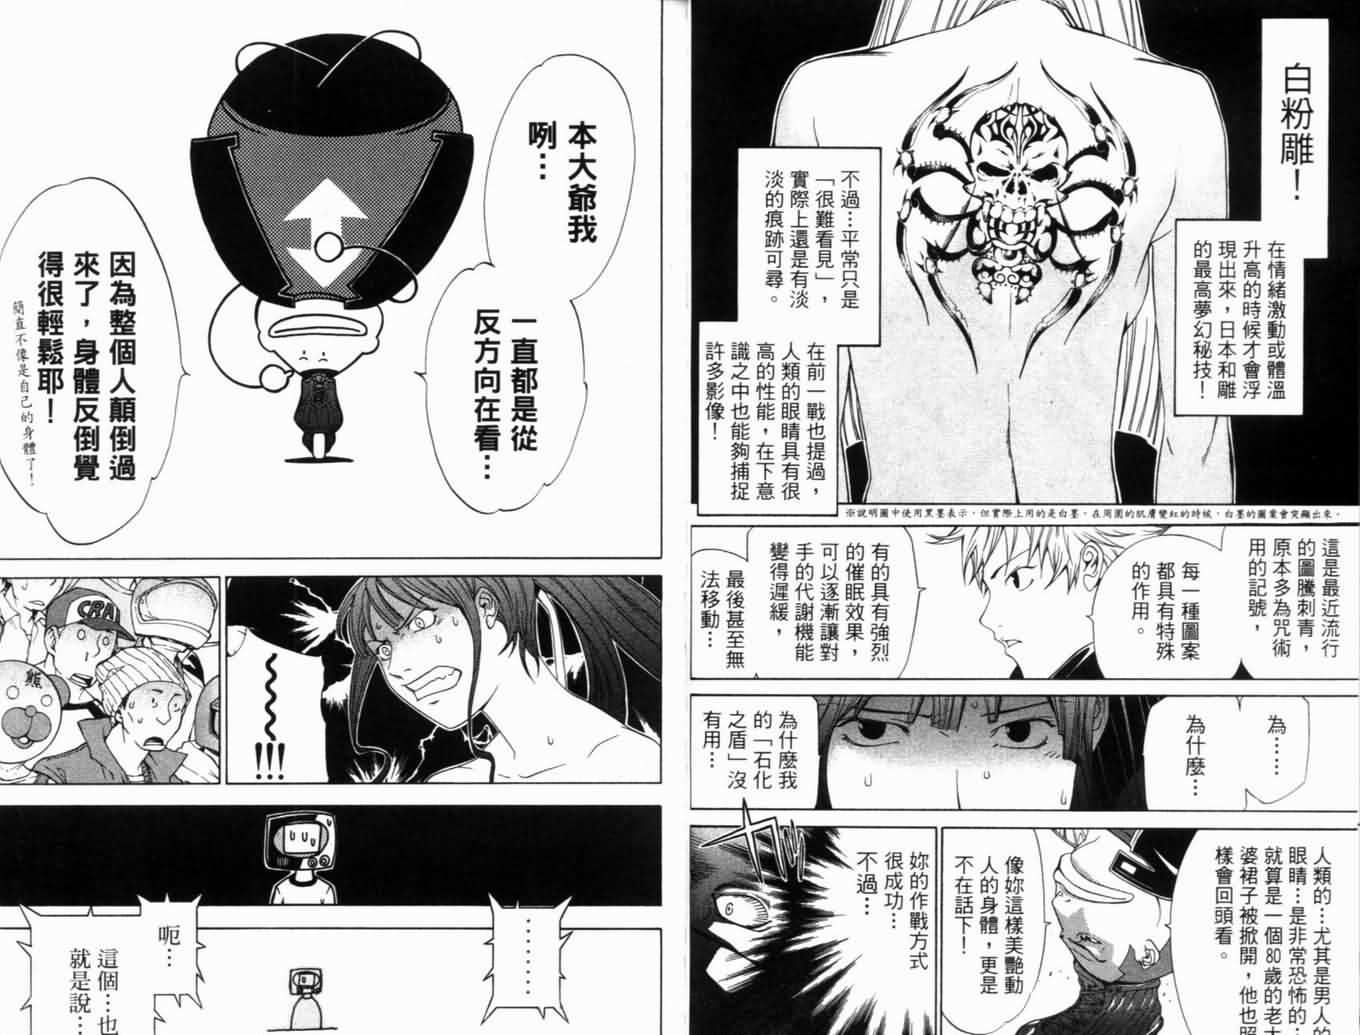 白粉雕！
在情緒激動或體溫
升高的時候才會浮
現出來，日本和雕
的最高夢幻秘技！
不過…平常只是
「很難看見」，
實際上還是有淡
淡的痕跡可尋。
在前一戰也提過，
人類的眼睛具有很
高的性能，在下意
識之中也能夠捕捉
許多影像！
※說明圖中使用黑墨表示，但實際上用的是白墨。在周圍的肌膚變紅的時候，白墨的圖案會突顯出來。
這是最近流行
的圖騰刺青，
原本多為咒術
用的記號，
每一種圖案
都具有特殊
的作用。
有的具有強烈
的催眠效果，
可以逐漸讓對
手的代謝機能
變得遲緩，
最後甚至無
法移動…
為……
為什麼…
為什麼我
的「石化
之盾」沒
有用…
人類的…尤其是男人的
眼睛…是非常恐怖的…
就算是一個80歲的老太
婆裙子被掀開，他也照
樣會回頭看。
像妳這樣美艷動
人的身體，更是
不在話下！
妳的作戰方式
很成功…
不過…
本大爺我
咧…
一直都是從
反方向在看…
因為整個人顛倒過
來了，身體反倒覺
得很輕鬆耶！
簡直不像是自己的身體了！
!!!
CRA
熊
………
呃…
這個…也
就是說…